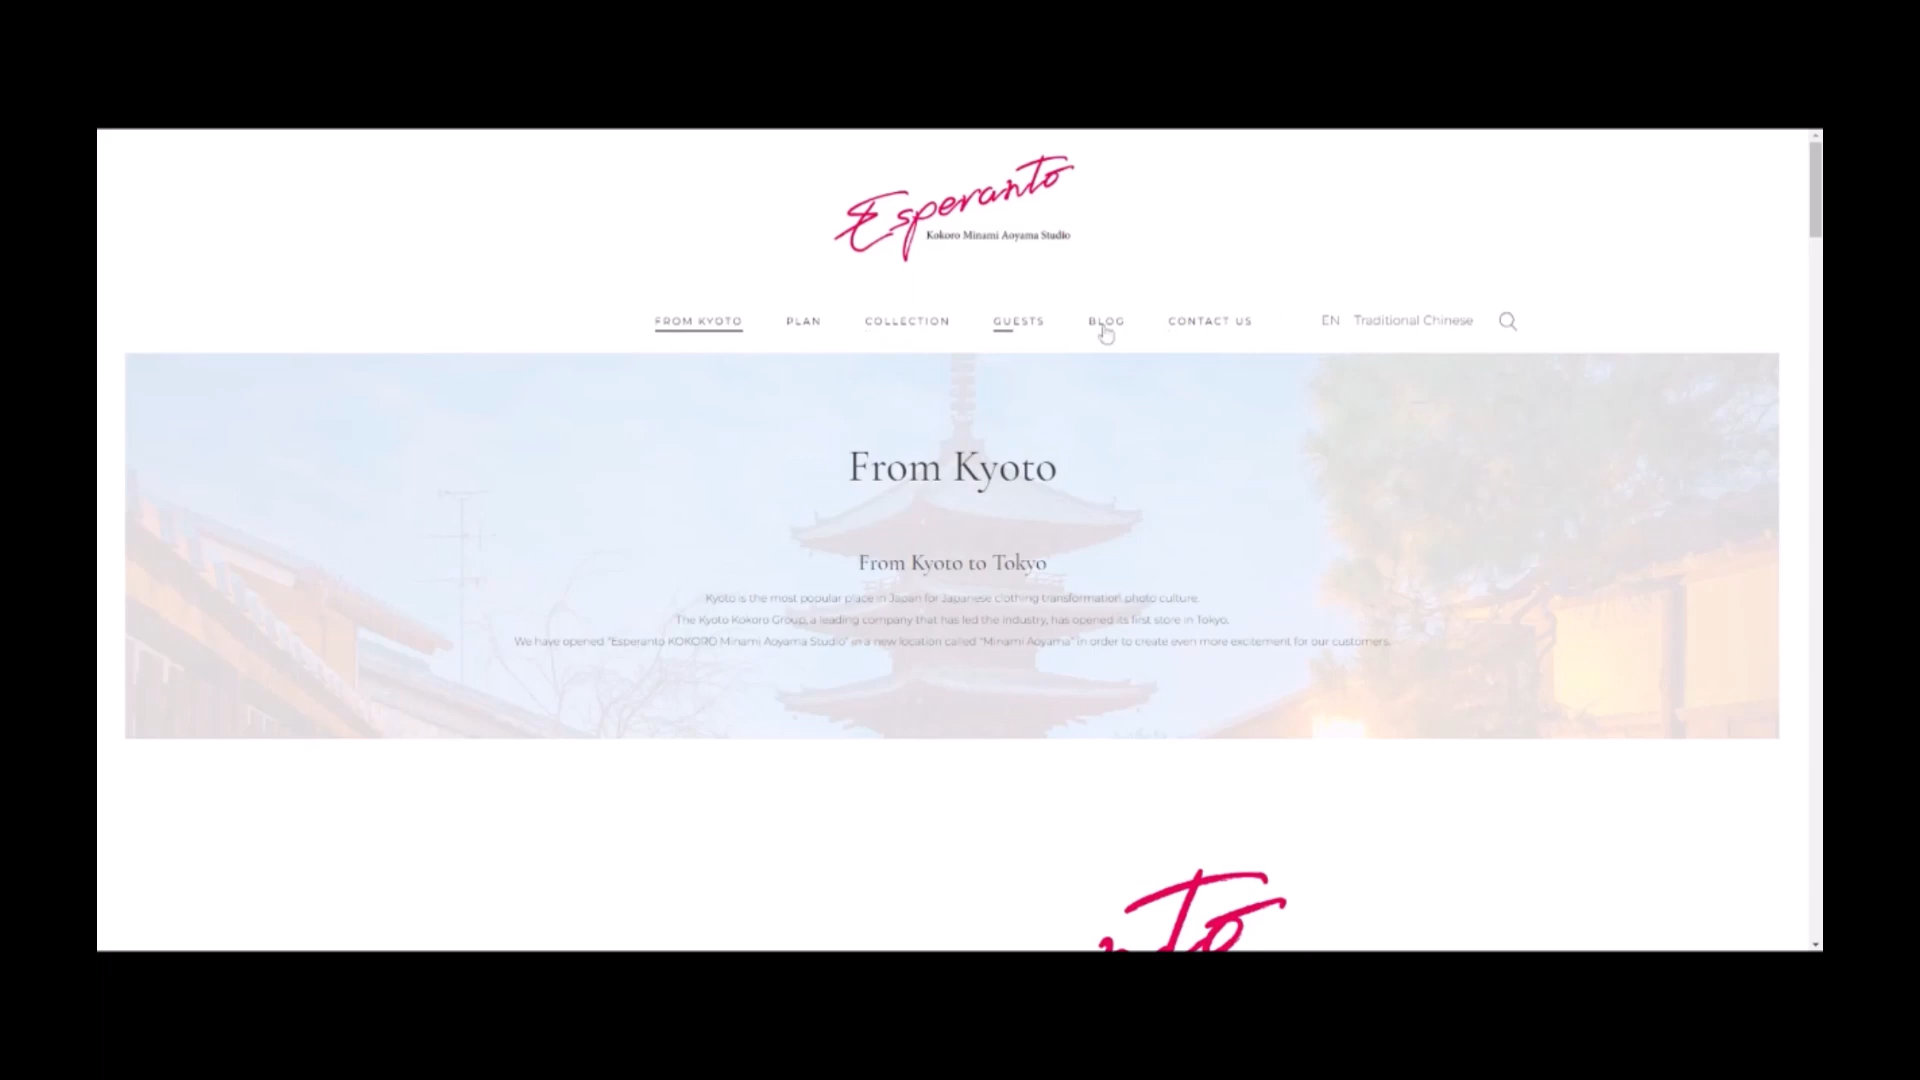 Esperanto
Kokoro Minami Aoyama Studio
FROM KYOTO PLAN COLLECTION GUESTS BLOG CONTACT US EN Traditional Chinese
From Kyoto
From Kyoto to Tokyo
Kyoto is the most popular place in Japan for Japanese clothing transformation photo culture.
The Kyoto Kokoro Group, a leading company that has led the industry, has opened its first store in Tokyo.
We have opened "Esperanto KOKORO Minami Aoyama Studio" in a new location called "Minami Aoyama" in order to create even more excitement for our customers.
nto